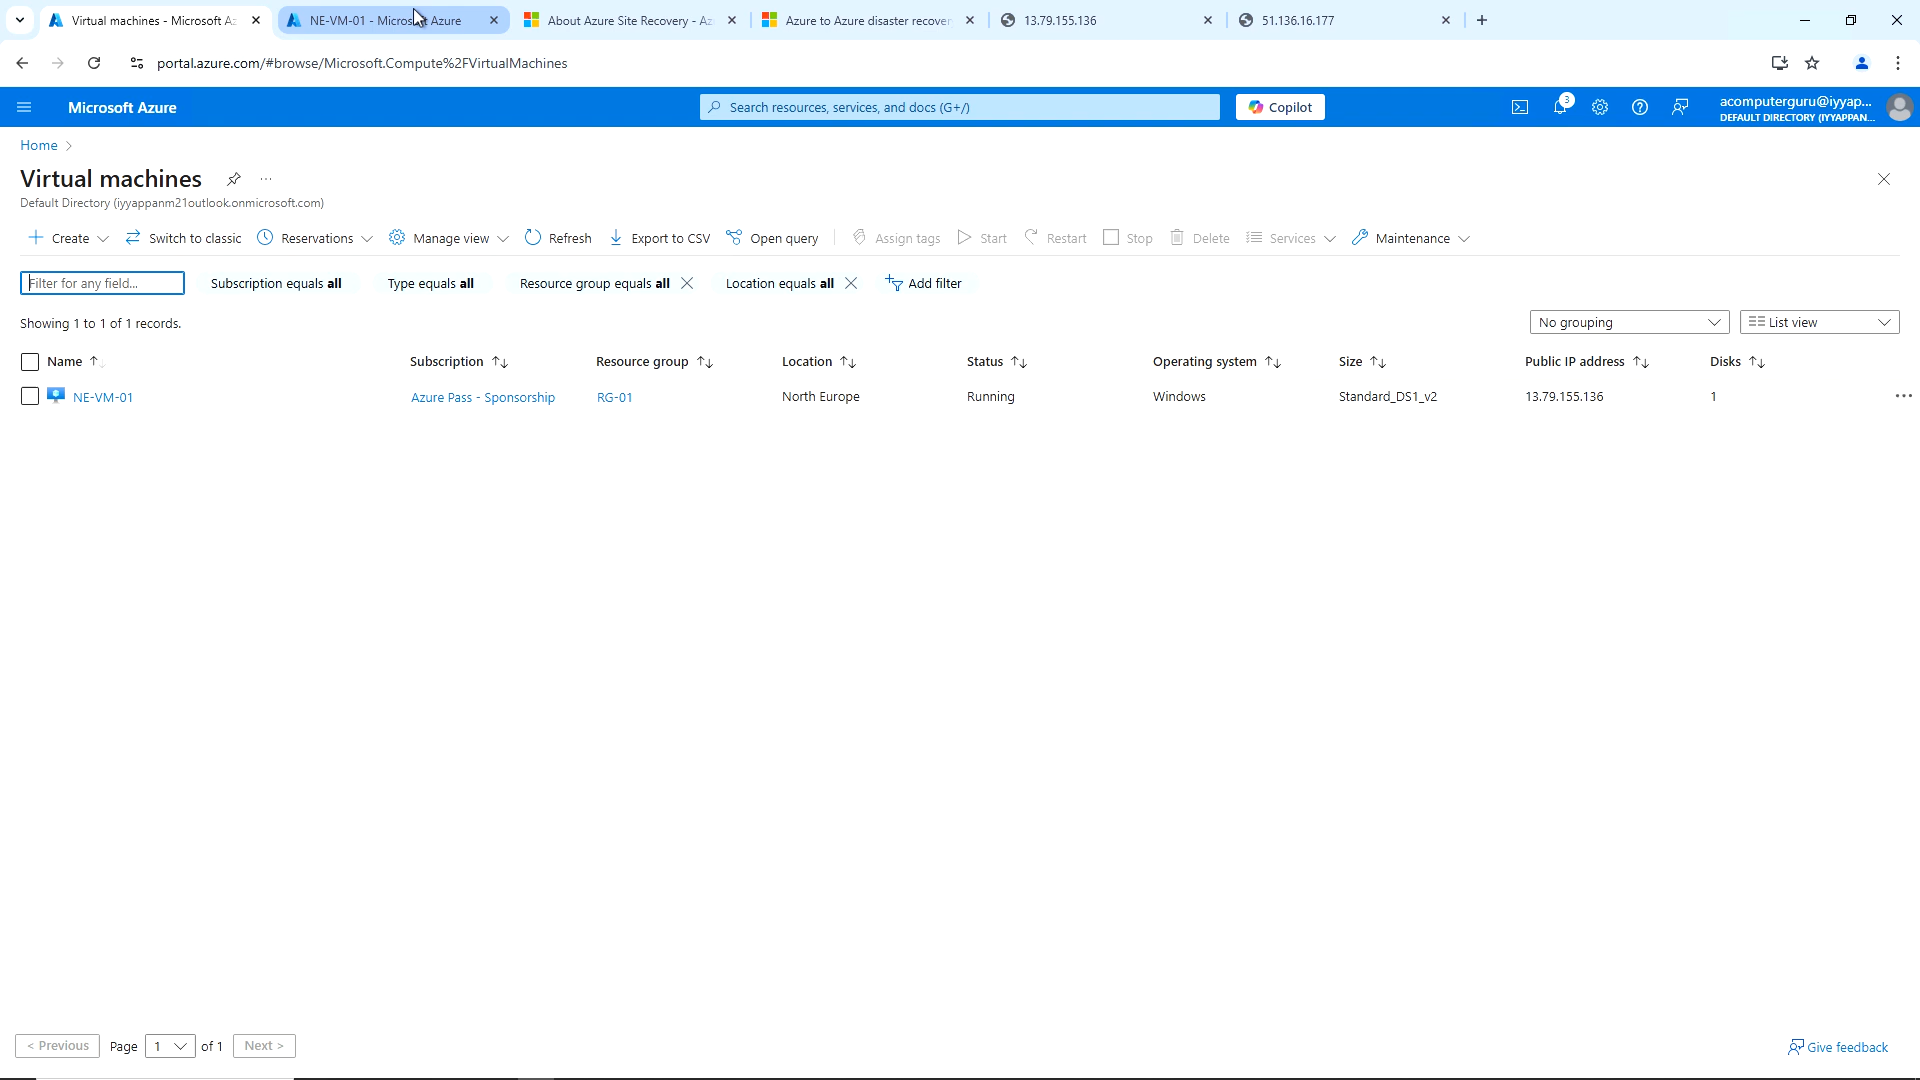 Virtual machines - Microsoft Az
NE-VM-01 - Microsoft Azure
About Azure Site Recovery - Az
Azure to Azure disaster recover
13.79.155.136
51.136.16.177
portal.azure.com/#browse/Microsoft.Compute%2FVirtualMachines
Microsoft Azure
Search resources, services, and docs (G+/)
Copilot
3
acomputerguru@iyyap...
DEFAULT DIRECTORY (IYYAPPAN...
Home
Virtual machines
Default Directory (iyyappanm21outlook.onmicrosoft.com)
Create
Switch to classic
Reservations
Manage view
Refresh
Export to CSV
Open query
Assign tags
Start
Restart
Stop
Delete
Services
Maintenance
Filter for any field...
Subscription equals all
Type equals all
Resource group equals all
Location equals all
Add filter
Showing 1 to 1 of 1 records.
No grouping
List view
Name
Subscription
Resource group
Location
Status
Operating system
Size
Public IP address
Disks
NE-VM-01
Azure Pass - Sponsorship
RG-01
North Europe
Running
Windows
Standard_DS1_v2
13.79.155.136
1
< Previous
Page
1
of 1
Next >
Give feedback